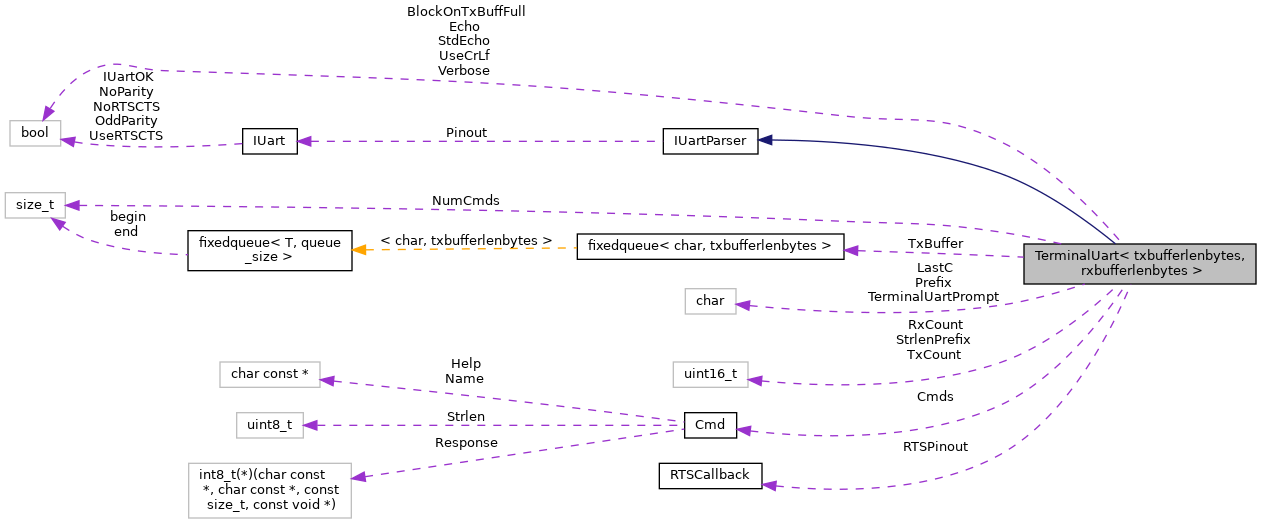 BlockOnTxBuffFull
Echo
StdEcho
UseCrLf
Verbose
IUartOK
NoParity
NoRTSCTS
OddParity
UseRTSCTS
bool
IUart
Pinout
IUartParser
size_t
NumCmds
begin
end
fixedqueue< T, queue
_size >
< char, txbufferlenbytes >
fixedqueue< char, txbufferlenbytes >
TxBuffer
TerminalUart< txbufferlenbytes,
rxbufferlenbytes >
LastC
Prefix
TerminalUartPrompt
char
RxCount
StrlenPrefix
TxCount
uint16_t
char const *
Help
Name
Cmds
uint8_t
Strlen
Cmd
Response
RTSPinout
int8_t(*)(char const
*, char const *, const
size_t, const void *)
RTSCallback